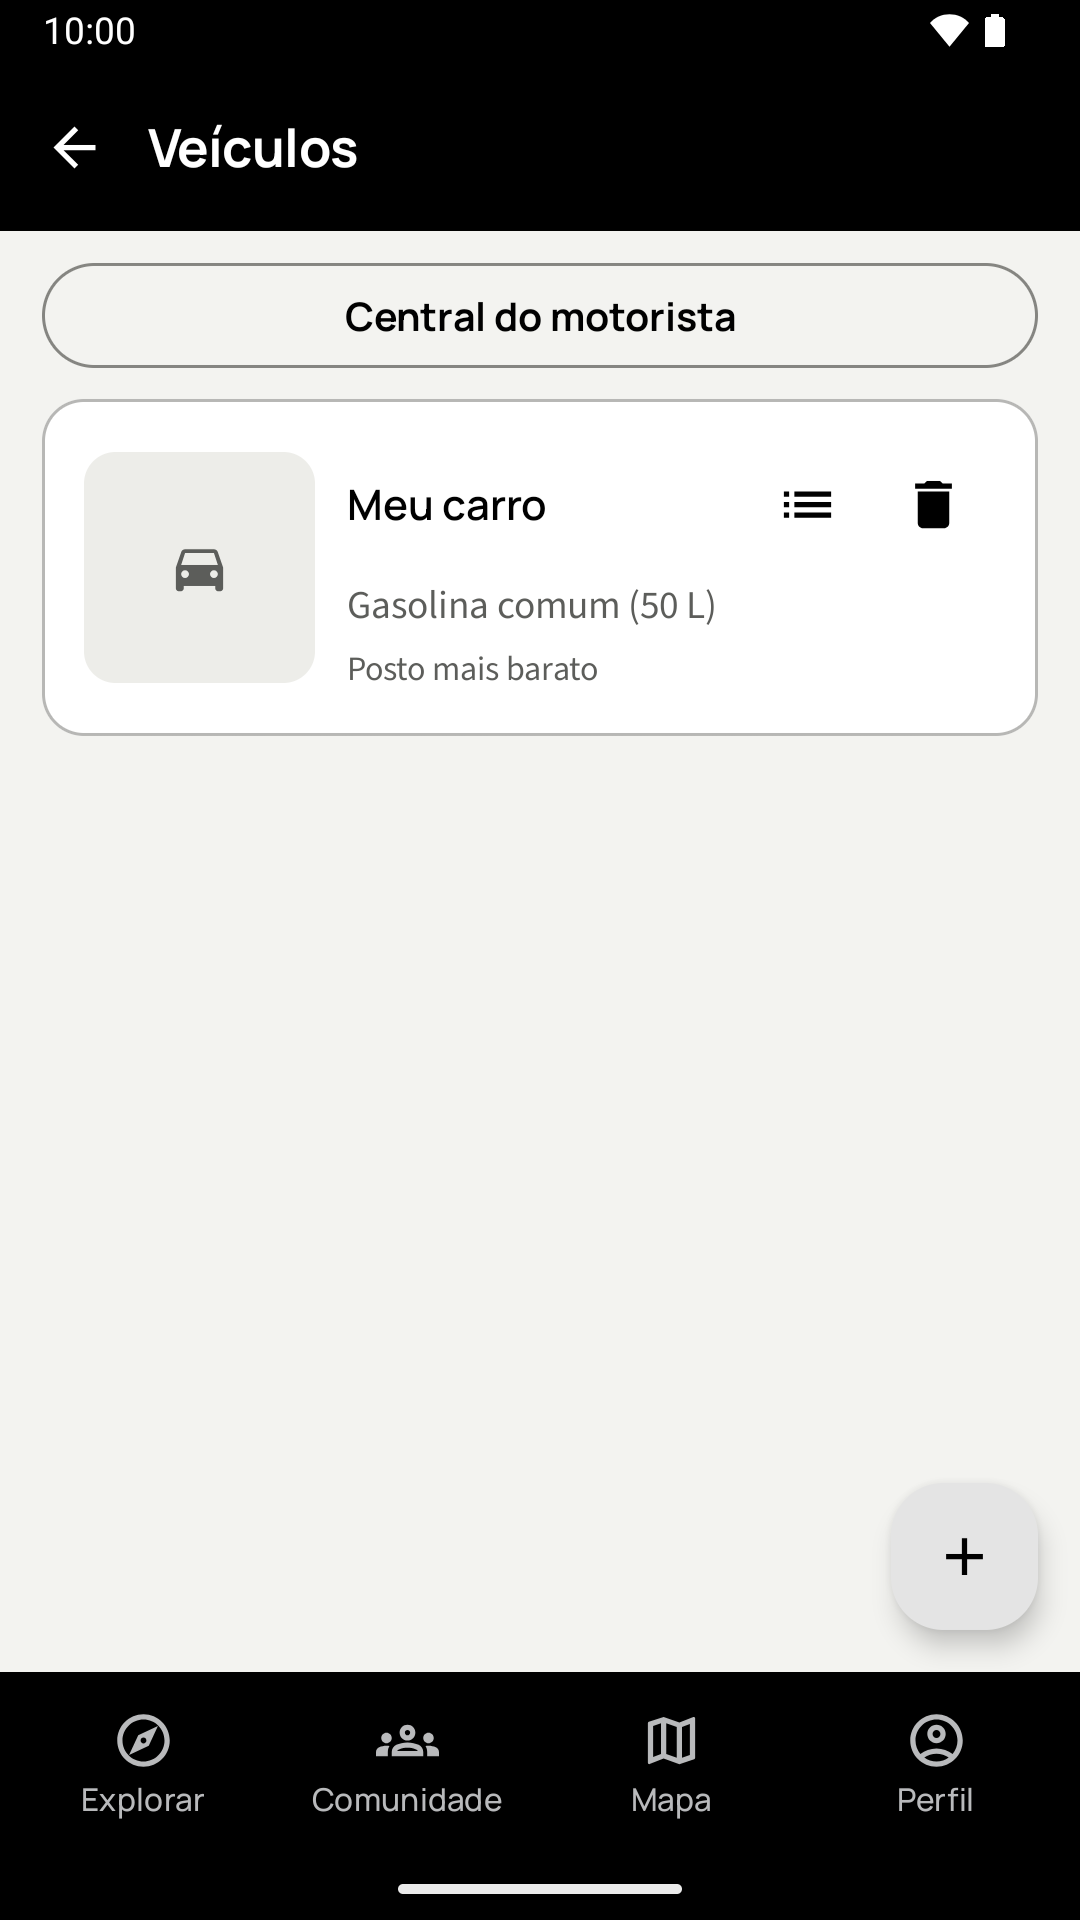 10:00
Veículos
Central do motorista
Meu carro
Gasolina comum (50 L)
Posto mais barato
Explorar
Comunidade
Mapa
Perfil